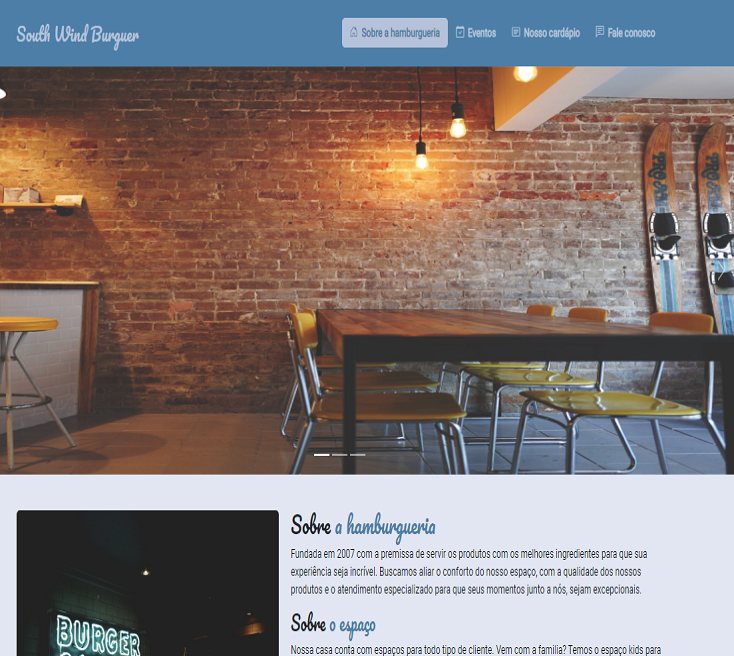 South Wind Burguer
Sobre a hamburgueria
Eventos
Nosso cardápio
Fale conosco
Sobre a hamburgueria
Fundada em 2007 com a premissa de servir os produtos com os melhores ingredientes para que sua
experiência seja incrível. Buscamos aliar o conforto do nosso espaço, com a qualidade dos nossos
produtos e o atendimento especializado para que seus momentos junto a nós, sejam excepcionais.
BURGER
Sobre o espaço
Nossa casa conta com espaços para todo tipo de cliente. Vem com a família? Temos o espaço kids para